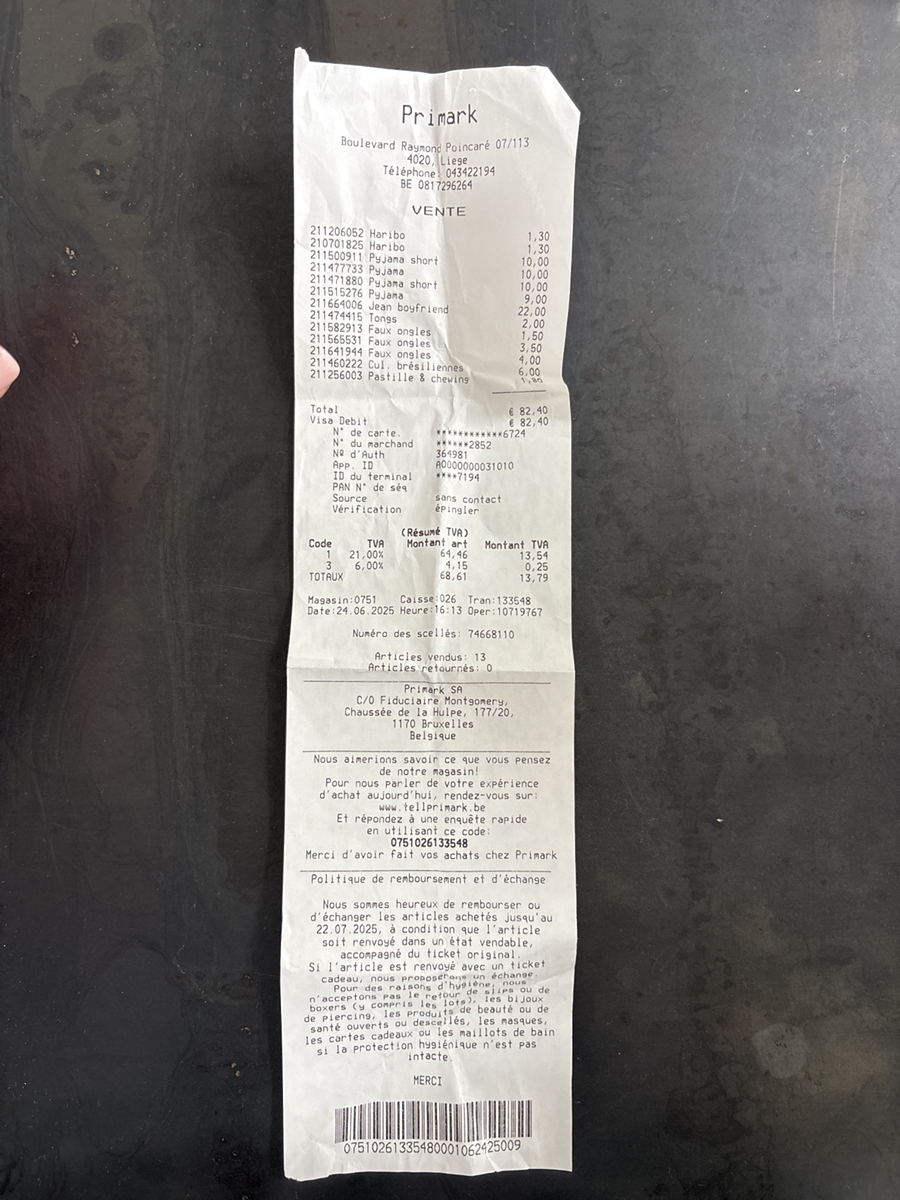 Primark
Boulevard Raymond Poincaré 07/113
4020, Liege
Téléphone: 043422194
BE 0817296264
VENTE
211206052 Haribo 1,30
210701825 Haribo 1,30
211500911 Pyjama short 10,00
211477733 Pyjama 10,00
211471880 Pyjama short 10,00
211515276 Pyjama 9,00
211664006 Jean boyfriend 22,00
211474415 Tongs 2,00
211582913 Faux ongles 1,50
211565531 Faux ongles 3,50
211641944 Faux ongles 4,00
211460222 Cul. brésiliennes 6,00
211256003 Pastille & chewing 1,80
Total € 82,40
Visa Debit € 82,40
N° de carte. ************6724
N° du marchand ******2852
Nº d'Auth 364981
App. ID A0000000031010
ID du terminal ****7194
PAN N° de séq
Source sans contact
Vérification épingler
(Résumé TVA)
Code TVA Montant art Montant TVA
1 21,00% 64,46 13,54
3 6,00% 4,15 0,25
TOTAUX 68,61 13,79
Magasin:0751 Caisse:026 Tran:133548
Date:24.06.2025 Heure:16:13 Oper:10719767
Numéro des scellés: 74668110
Articles vendus: 13
Articles retournés: 0
Primark SA
C/O Fiduciaire Montgomery,
Chaussée de la Hulpe, 177/20,
1170 Bruxelles
Belgique
Nous aimerions savoir ce que vous pensez
de notre magasin!
Pour nous parler de votre expérience
d'achat aujourd'hui, rendez-vous sur:
www.tellprimark.be
Et répondez à une enquête rapide
en utilisant ce code:
0751026133548
Merci d'avoir fait vos achats chez Primark
Politique de remboursement et d'échange
Nous sommes heureux de rembourser ou
d'échanger les articles achetés jusqu'au
22.07.2025, à condition que l'article
soit renvoyé dans un état vendable,
accompagné du ticket original.
Si l'article est renvoyé avec un ticket
cadeau, nous proposerons un échange.
Pour des raisons d'hygiène, nous
n'acceptons pas le retour de slips ou de
boxers (y compris les lots), les bijoux
de piercing, les produits de beauté ou de
santé ouverts ou descellés, les masques,
les cartes cadeaux ou les maillots de bain
si la protection hygiénique n'est pas
intacte.
MERCI
07510261335480001062425009